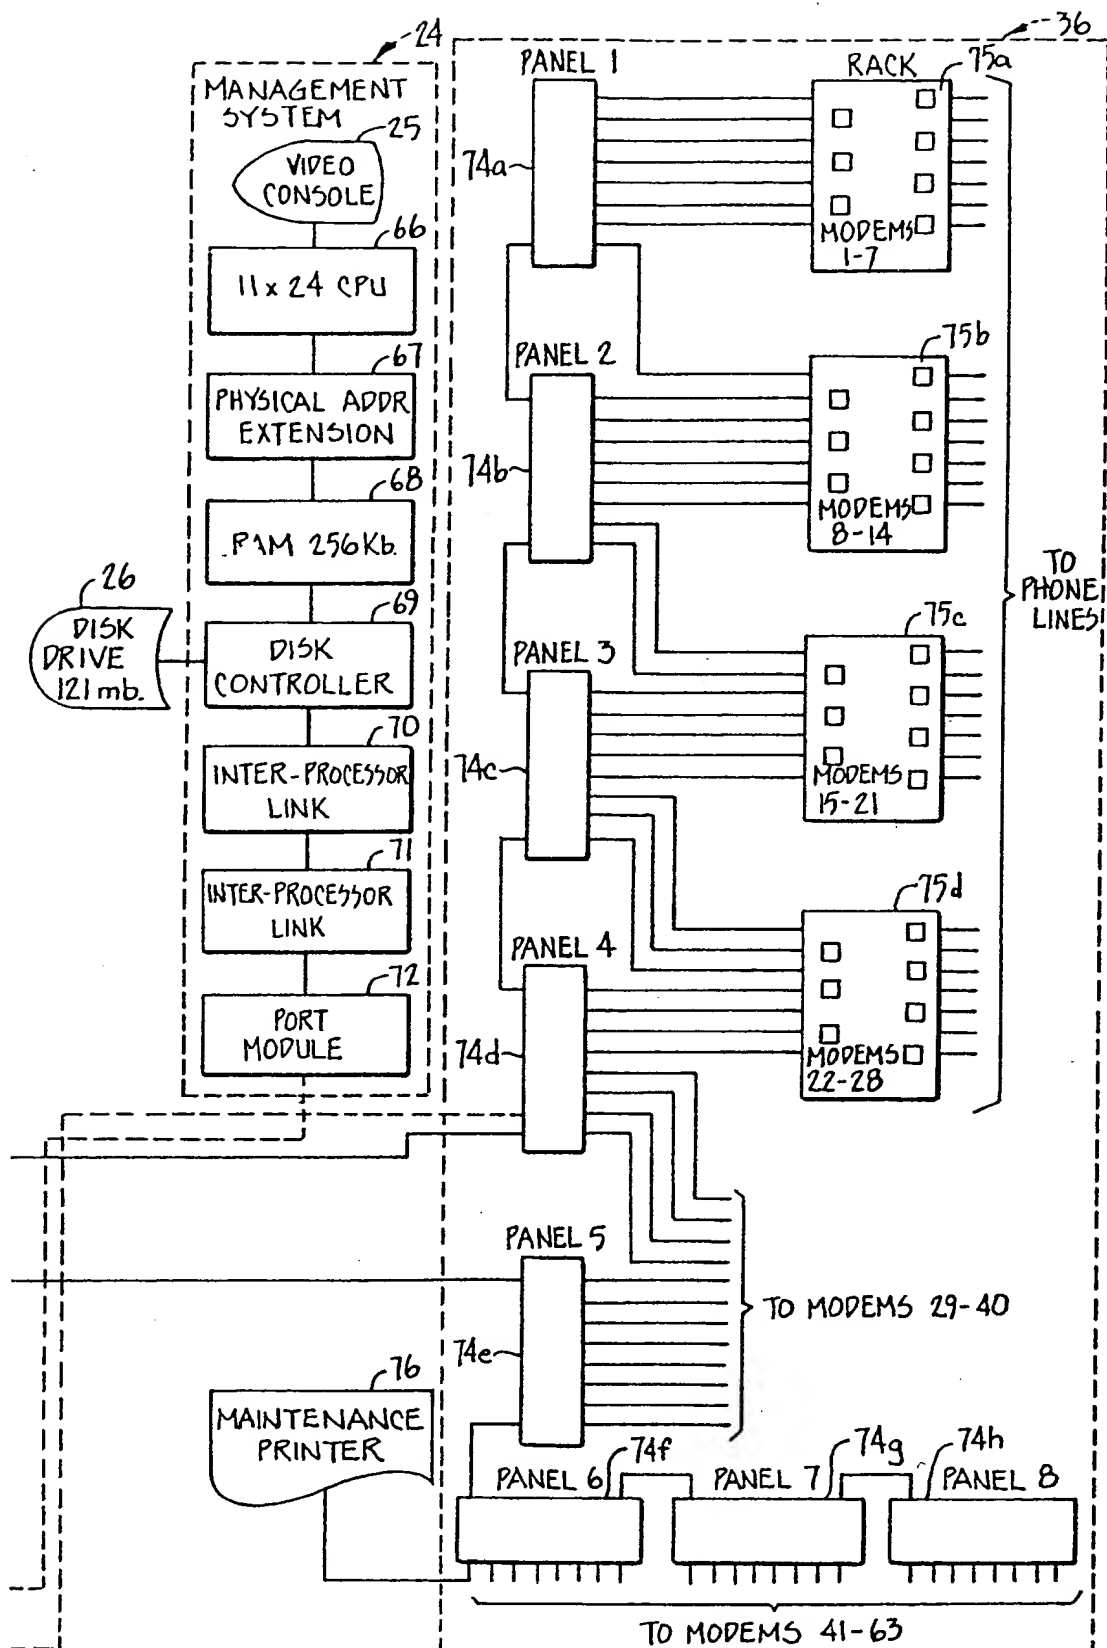 24
36
MANAGEMENT
SYSTEM
25
VIDEO
CONSOLE
66
11 x 24 CPU
67
PHYSICAL ADDR
EXTENSION
68
RAM 256Kb.
26
DISK
DRIVE
121 mb.
69
DISK
CONTROLLER
70
INTER-PROCESSOR
LINK
71
INTER-PROCESSOR
LINK
72
PORT
MODULE
PANEL 1
74a
RACK
75a
MODEMS
1-7
PANEL 2
74b
75b
MODEMS
8-14
PANEL 3
74c
75c
MODEMS
15-21
PANEL 4
74d
75d
MODEMS
22-28
TO
PHONE
LINES
PANEL 5
74e
TO MODEMS 29-40
76
MAINTENANCE
PRINTER
PANEL 6
74f
PANEL 7
74g
PANEL 8
74h
TO MODEMS 41-63